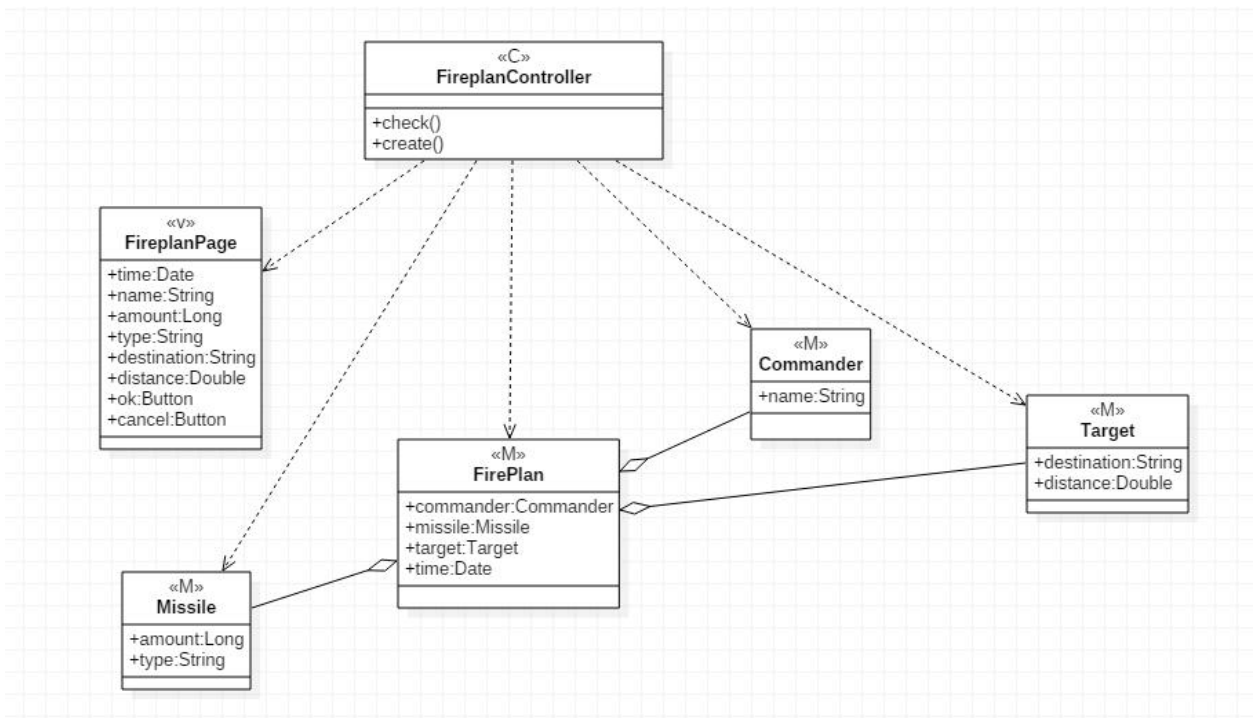 «C»
FireplanController
+check()
+create()
«v»
FireplanPage
+time:Date
+name:String
+amount:Long
+type:String
+destination:String
+distance:Double
+ok:Button
+cancel:Button
«M»
Commander
+name:String
«M»
Target
+destination:String
+distance:Double
«M»
FirePlan
+commander:Commander
+missile:Missile
+target:Target
+time:Date
«M»
Missile
+amount:Long
+type:String